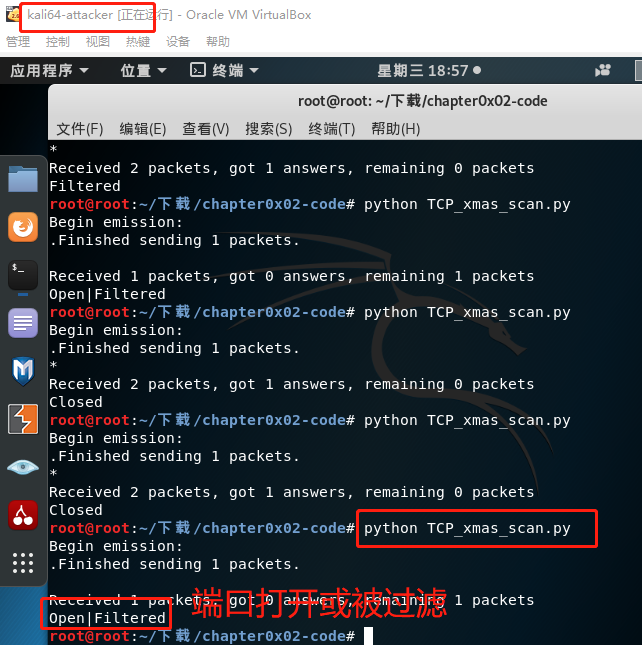 kali64-attacker [正在运行] - Oracle VM VirtualBox
管理 控制 视图 热键 设备 帮助
应用程序 位置 终端 星期三 18:57
root@root: ~/下载/chapter0x02-code
文件(F) 编辑(E) 查看(V) 搜索(S) 终端(T) 帮助(H)
*
Received 2 packets, got 1 answers, remaining 0 packets
Filtered
root@root:~/下载/chapter0x02-code# python TCP_xmas_scan.py
Begin emission:
.Finished sending 1 packets.
Received 1 packets, got 0 answers, remaining 1 packets
Open|Filtered
root@root:~/下载/chapter0x02-code# python TCP_xmas_scan.py
Begin emission:
.Finished sending 1 packets.
*
Received 2 packets, got 1 answers, remaining 0 packets
Closed
root@root:~/下载/chapter0x02-code# python TCP_xmas_scan.py
Begin emission:
.Finished sending 1 packets.
*
Received 2 packets, got 1 answers, remaining 0 packets
Closed
root@root:~/下载/chapter0x02-code# python TCP_xmas_scan.py
Begin emission:
.Finished sending 1 packets.
Received 1 packets, got 0 answers, remaining 1 packets
端口打开或被过滤
Open|Filtered
root@root:~/下载/chapter0x02-code#